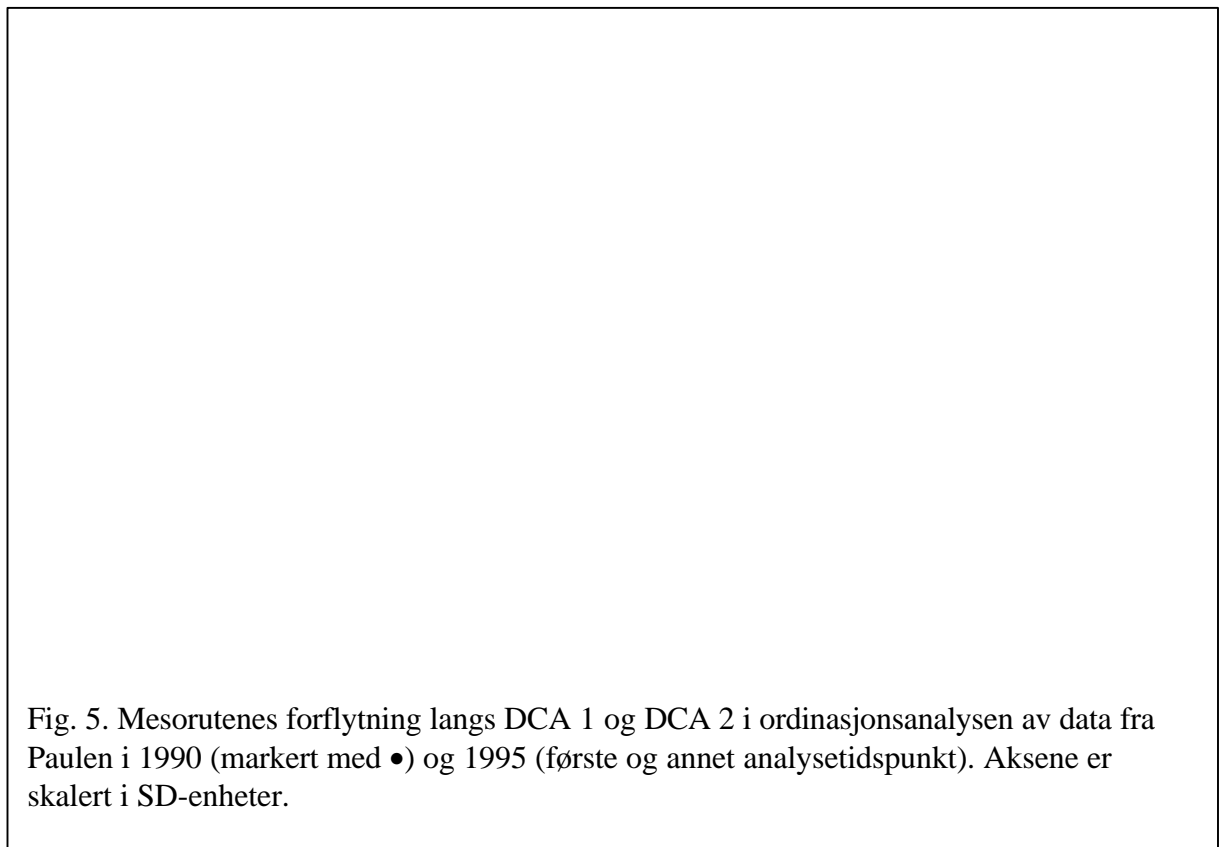 Fig. 5. Mesorutenes forflytning langs DCA 1 og DCA 2 i ordinasjonsanalysen av data fra
Paulen i 1990 (markert med •) og 1995 (første og annet analysetidspunkt). Aksene er
skalert i SD-enheter.